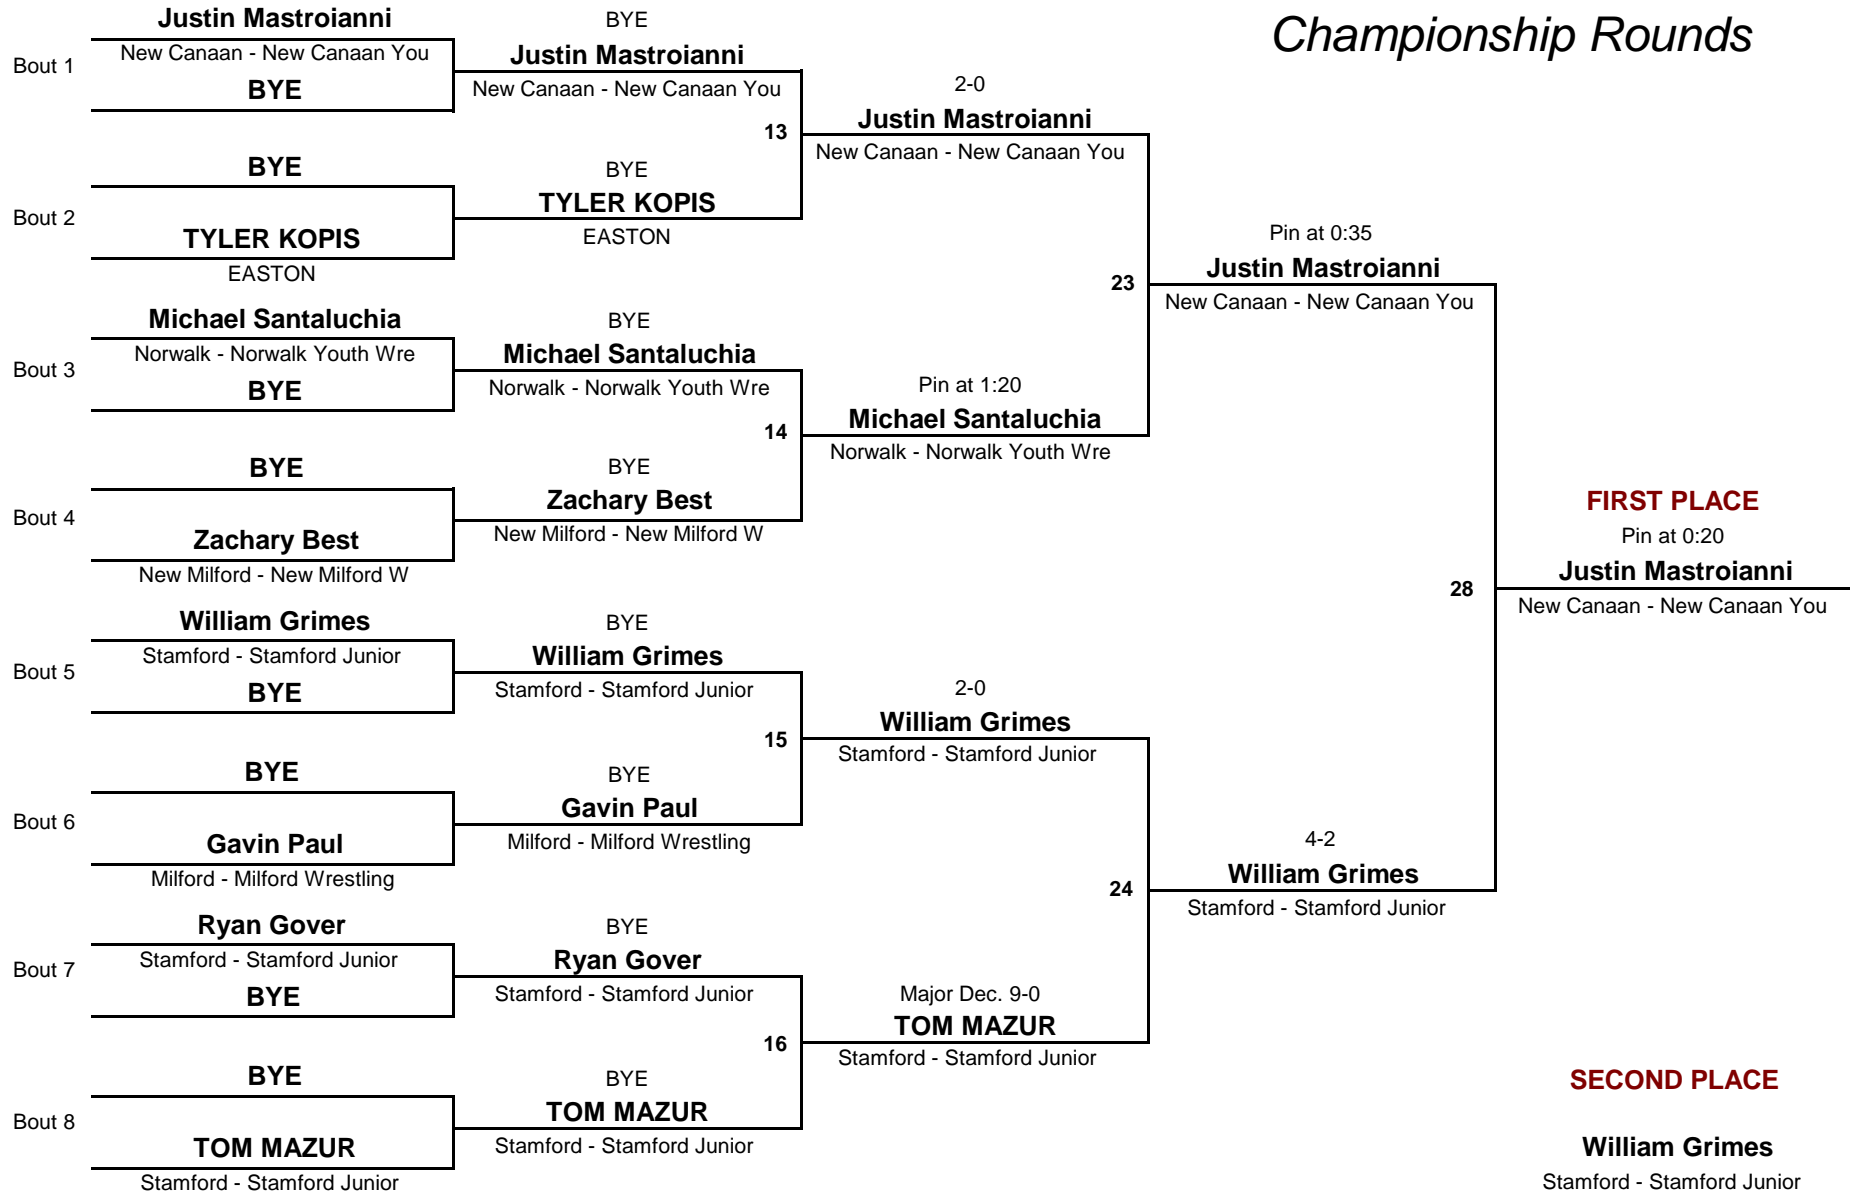 Championship Rounds
Bout 1
Justin Mastroianni
New Canaan - New Canaan You
BYE
Bout 2
BYE
TYLER KOPIS
EASTON
Bout 3
Michael Santaluchia
Norwalk - Norwalk Youth Wre
BYE
Bout 4
BYE
Zachary Best
New Milford - New Milford W
Bout 5
William Grimes
Stamford - Stamford Junior
BYE
Bout 6
BYE
Gavin Paul
Milford - Milford Wrestling
Bout 7
Ryan Gover
Stamford - Stamford Junior
BYE
Bout 8
BYE
TOM MAZUR
Stamford - Stamford Junior
BYE
Justin Mastroianni
New Canaan - New Canaan You
13
BYE
TYLER KOPIS
EASTON
BYE
Michael Santaluchia
Norwalk - Norwalk Youth Wre
14
BYE
Zachary Best
New Milford - New Milford W
BYE
William Grimes
Stamford - Stamford Junior
15
BYE
Gavin Paul
Milford - Milford Wrestling
BYE
Ryan Gover
Stamford - Stamford Junior
16
BYE
TOM MAZUR
Stamford - Stamford Junior
2-0
Justin Mastroianni
New Canaan - New Canaan You
23
Pin at 1:20
Michael Santaluchia
Norwalk - Norwalk Youth Wre
2-0
William Grimes
Stamford - Stamford Junior
24
Major Dec. 9-0
TOM MAZUR
Stamford - Stamford Junior
Pin at 0:35
Justin Mastroianni
New Canaan - New Canaan You
28
4-2
William Grimes
Stamford - Stamford Junior
FIRST PLACE
Pin at 0:20
Justin Mastroianni
New Canaan - New Canaan You
SECOND PLACE
William Grimes
Stamford - Stamford Junior